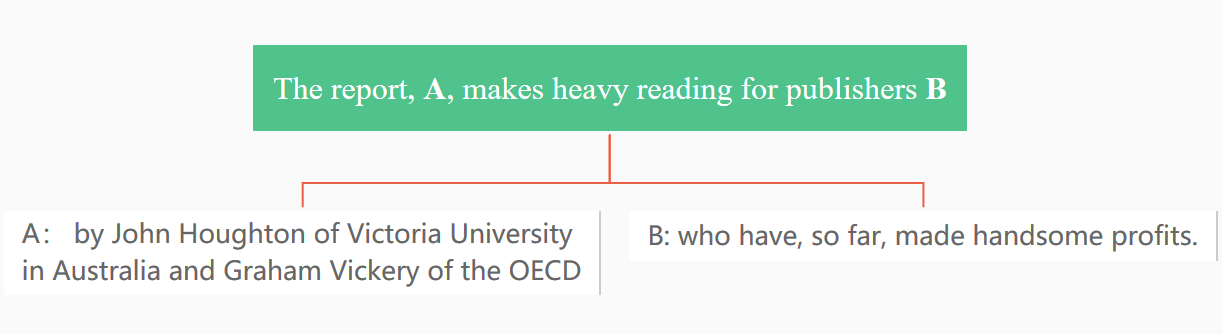 The report, A, makes heavy reading for publishers B
A： by John Houghton of Victoria University
in Australia and Graham Vickery of the OECD
B: who have, so far, made handsome profits.